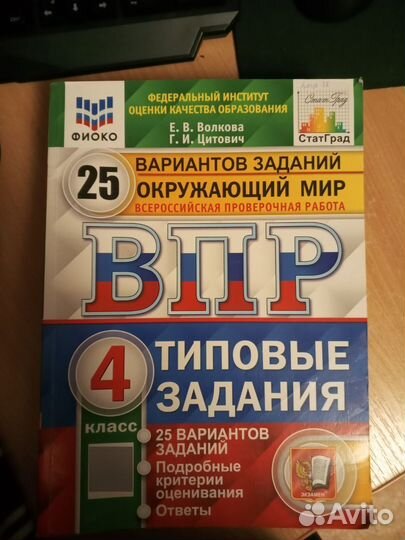 ФЕДЕРАЛЬНЫЙ ИНСТИТУТ
ОЦЕНКИ КАЧЕСТВА ОБРАЗОВАНИЯ
ФИОКО
Е. В. Волкова
Г. И. Цитович
СтатГрад
СтатГрад
25
ВАРИАНТОВ ЗАДАНИЙ
ОКРУЖАЮЩИЙ МИР
ВСЕРОССИЙСКАЯ ПРОВЕРОЧНАЯ РАБОТА
ВПР
4
класс
ТИПОВЫЕ
ЗАДАНИЯ
25 ВАРИАНТОВ
ЗАДАНИЙ
Подробные
критерии
оценивания
Ответы
ЭКЗАМЕН
Avito